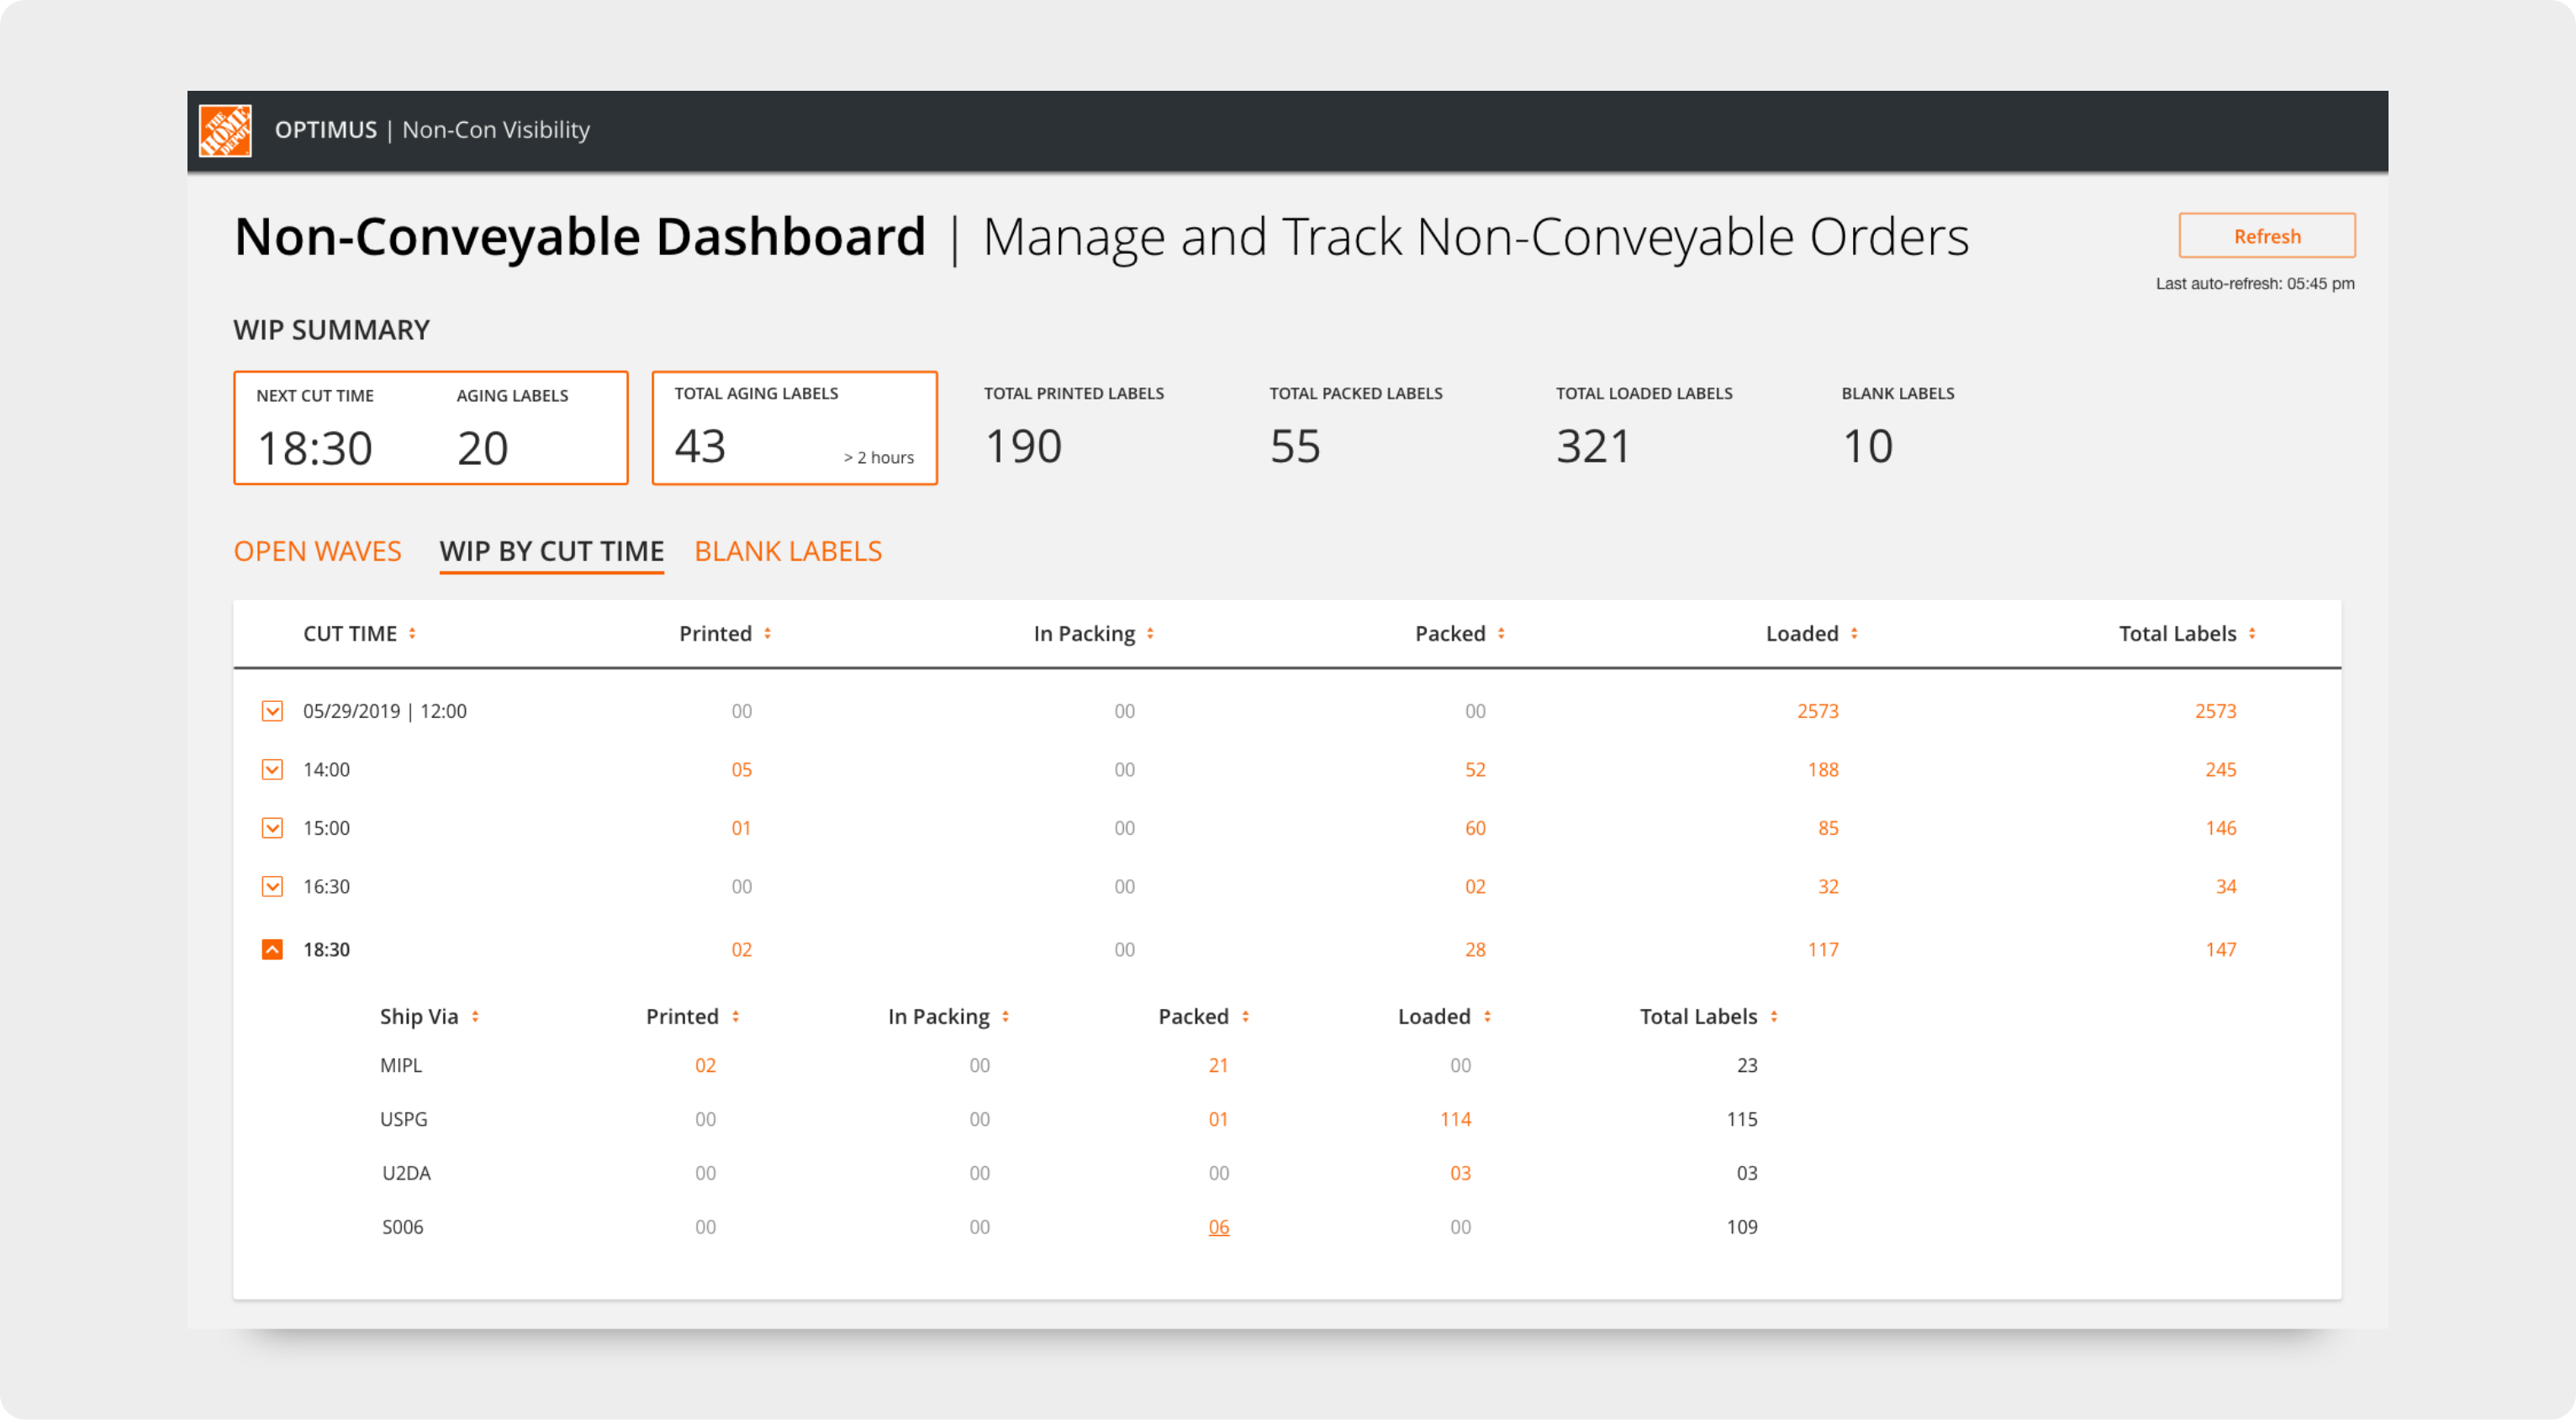 THE HOME DEPOT
OPTIMUS | Non-Con Visibility
Non-Conveyable Dashboard | Manage and Track Non-Conveyable Orders
Refresh
Last auto-refresh: 05:45 pm
WIP SUMMARY
NEXT CUT TIME AGING LABELS TOTAL AGING LABELS TOTAL PRINTED LABELS TOTAL PACKED LABELS TOTAL LOADED LABELS BLANK LABELS
18:30 20 43 > 2 hours 190 55 321 10
OPEN WAVES WIP BY CUT TIME BLANK LABELS
CUT TIME Printed In Packing Packed Loaded Total Labels
05/29/2019 | 12:00 00 00 00 2573 2573
14:00 05 00 52 188 245
15:00 01 00 60 85 146
16:30 00 00 02 32 34
18:30 02 00 28 117 147
Ship Via Printed In Packing Packed Loaded Total Labels
MIPL 02 00 21 00 23
USPG 00 00 01 114 115
U2DA 00 00 00 03 03
S006 00 00 06 00 109